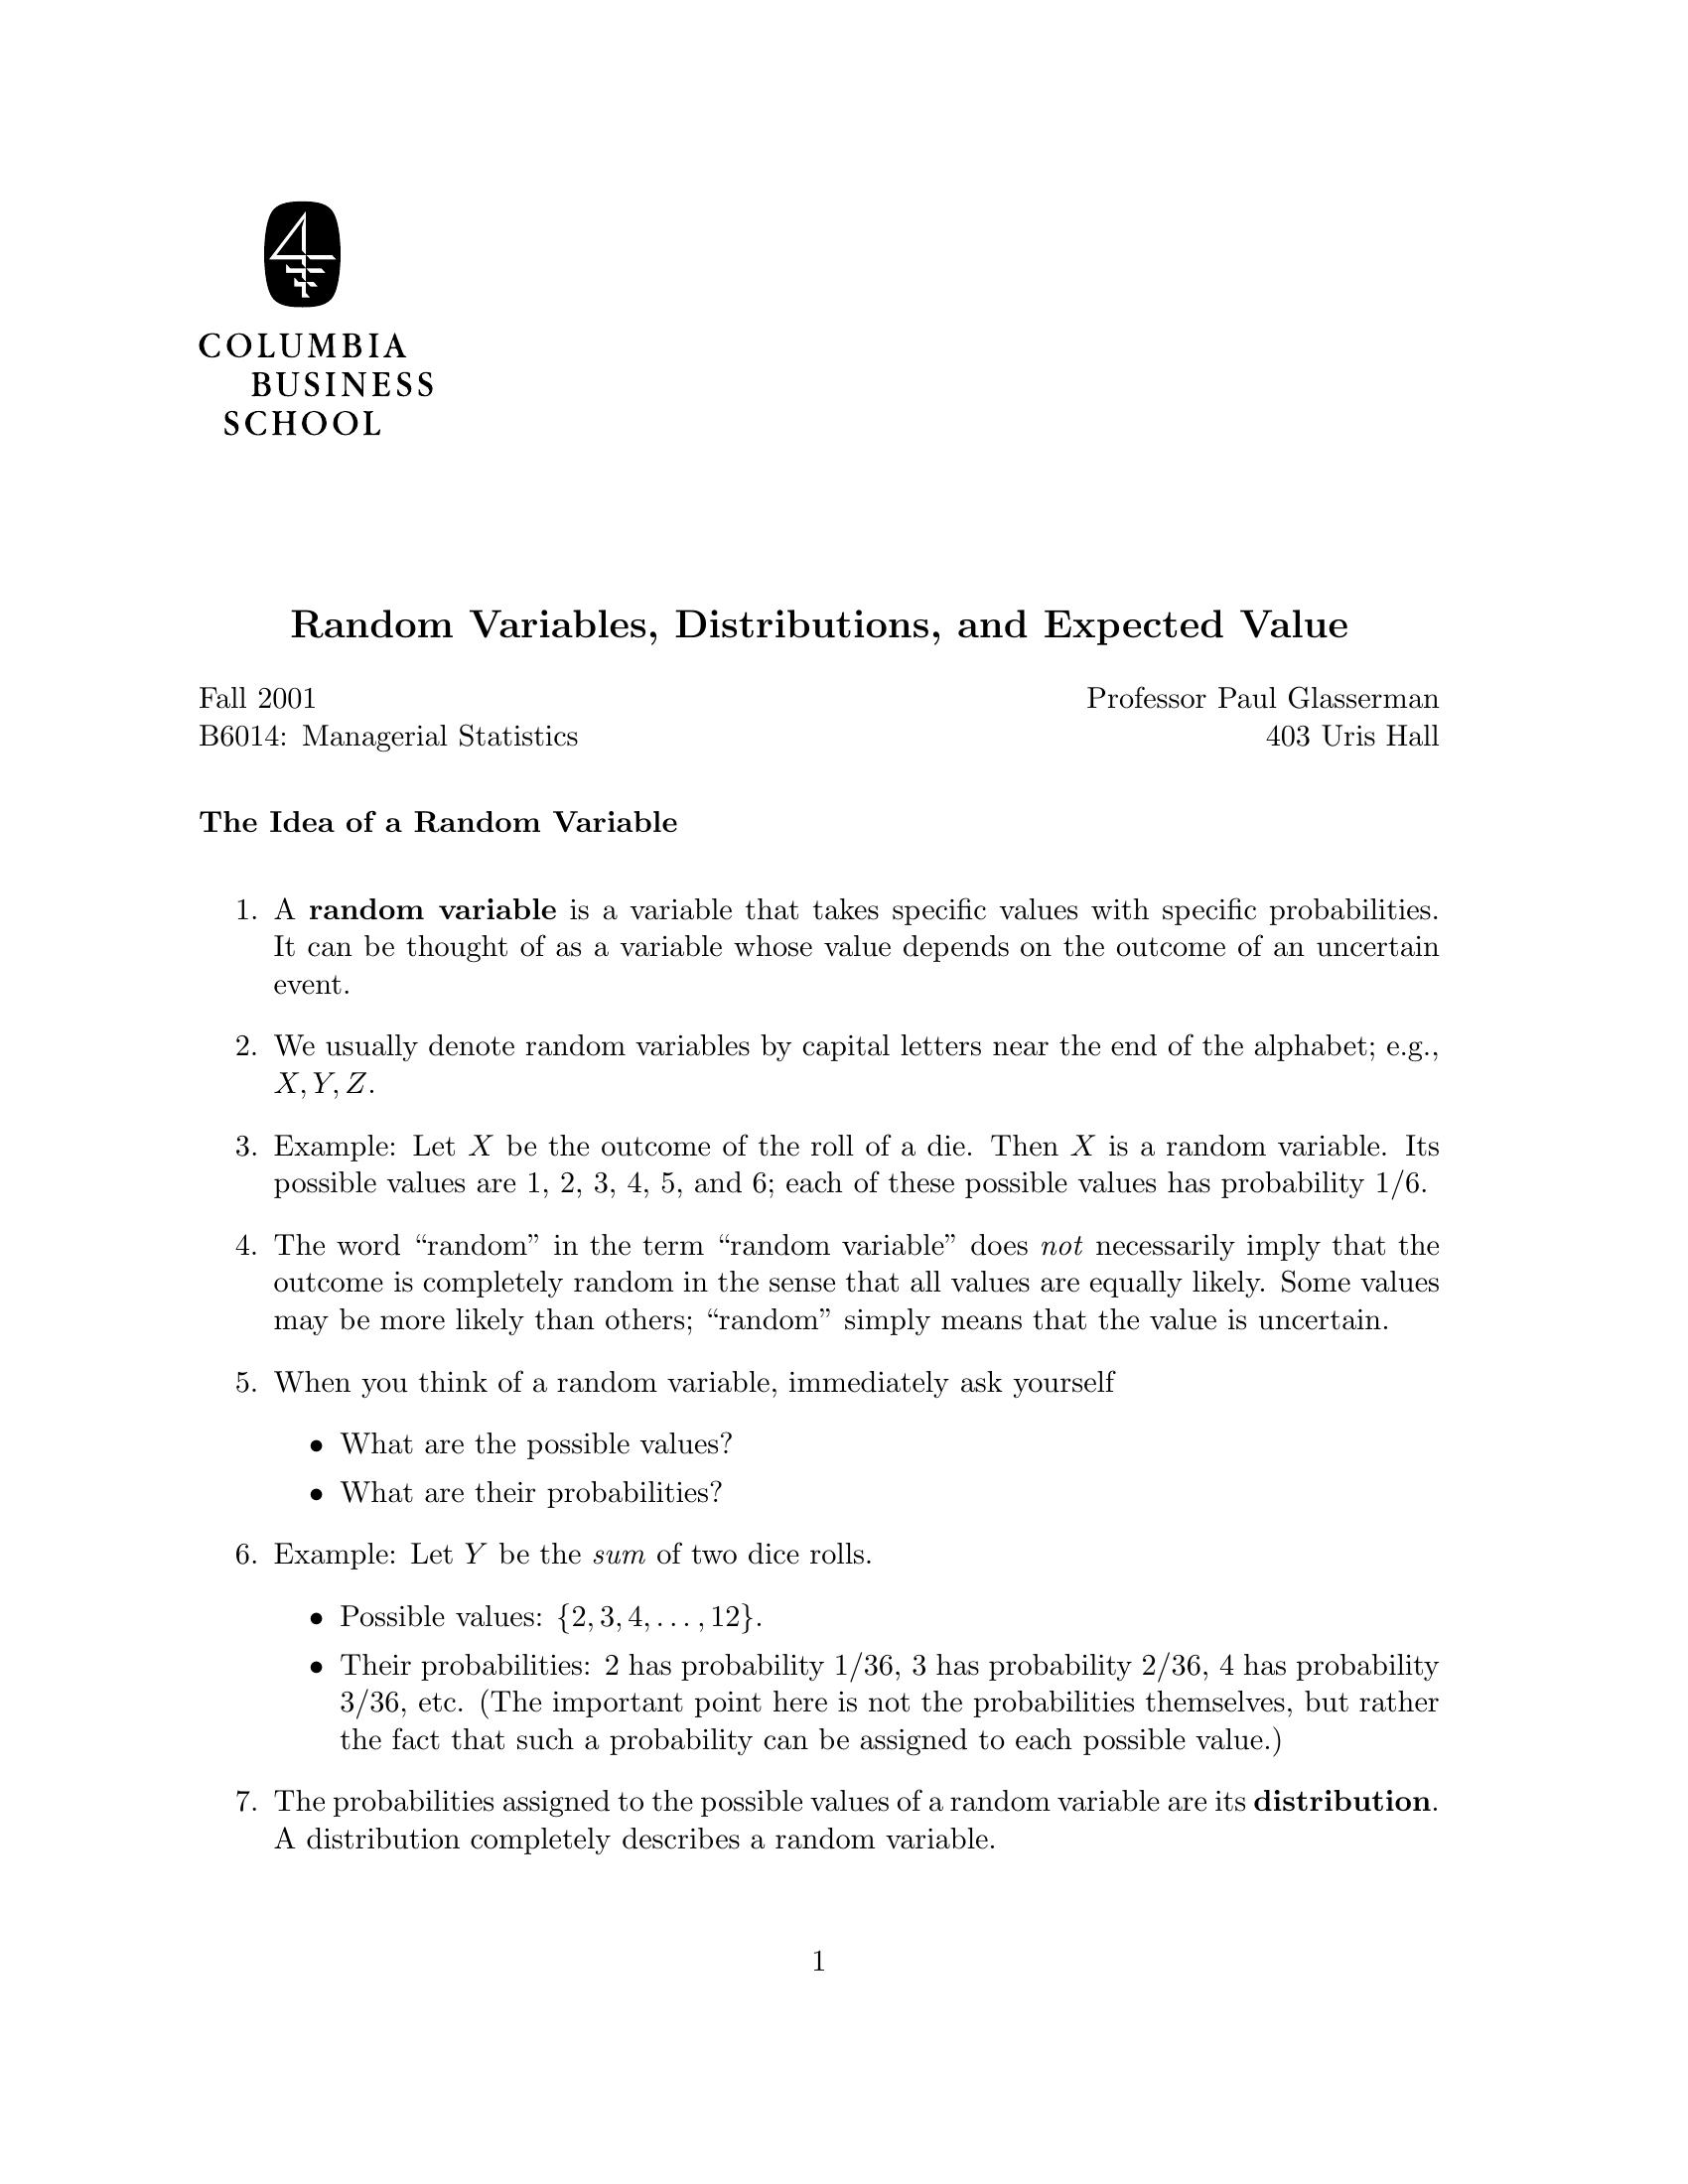 COLUMBIA
BUSINESS
SCHOOL
Random Variables, Distributions, and Expected Value
Fall 2001
Professor Paul Glasserman
B6014: Managerial Statistics
403 Uris Hall
The Idea of a Random Variable
1. A random variable is a variable that takes specific values with specific probabilities.
It can be thought of as a variable whose value depends on the outcome of an uncertain
event.
2. We usually denote random variables by capital letters near the end of the alphabet; e.g.,
X, Y, Z.
3. Example: Let X be the outcome of the roll of a die. Then X is a random variable. Its
possible values are 1, 2, 3, 4, 5, and 6; each of these possible values has probability 1/6.
4. The word “random” in the term “random variable” does not necessarily imply that the
outcome is completely random in the sense that all values are equally likely. Some values
may be more likely than others; “random” simply means that the value is uncertain.
5. When you think of a random variable, immediately ask yourself
• What are the possible values?
• What are their probabilities?
6. Example: Let Y be the sum of two dice rolls.
• Possible values: {2, 3, 4, . . . , 12}.
• Their probabilities: 2 has probability 1/36, 3 has probability 2/36, 4 has probability
3/36, etc. (The important point here is not the probabilities themselves, but rather
the fact that such a probability can be assigned to each possible value.)
7. The probabilities assigned to the possible values of a random variable are its distribution.
A distribution completely describes a random variable.
1